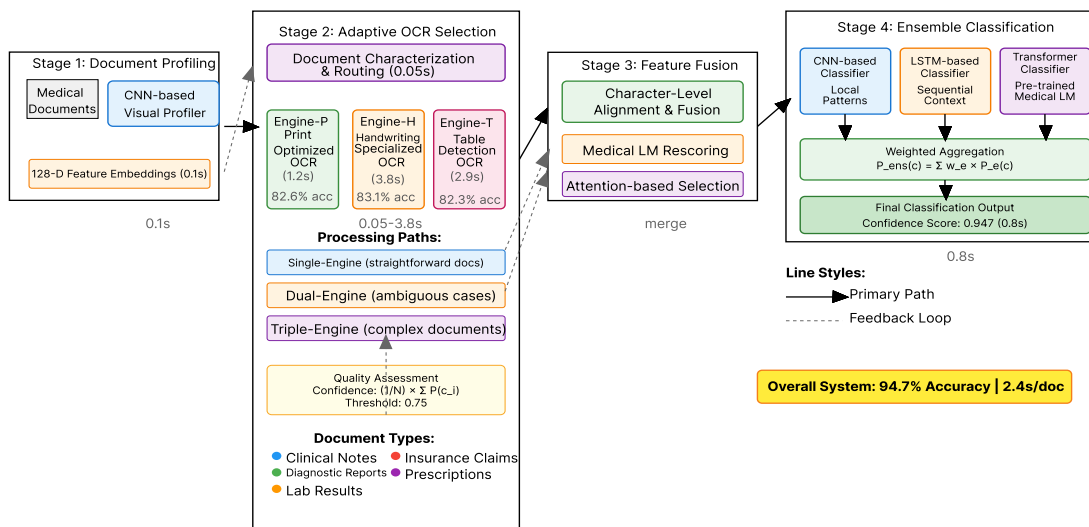 Stage 1: Document Profiling
Medical
Documents
CNN-based
Visual Profiler
128-D Feature Embeddings (0.1s)
0.1s
Stage 2: Adaptive OCR Selection
Document Characterization
& Routing (0.05s)
Engine-P
Print
Optimized
OCR
(1.2s)
82.6% acc
Engine-H
Handwriting
Specialized
OCR
(3.8s)
83.1% acc
Engine-T
Table
Detection
OCR
(2.9s)
82.3% acc
0.05-3.8s
Processing Paths:
Single-Engine (straightforward docs)
Dual-Engine (ambiguous cases)
Triple-Engine (complex documents)
Quality Assessment
Confidence: (1/N) × Σ P(c_i)
Threshold: 0.75
Document Types:
Clinical Notes
Insurance Claims
Diagnostic Reports
Prescriptions
Lab Results
Stage 3: Feature Fusion
Character-Level
Alignment & Fusion
Medical LM Rescoring
Attention-based Selection
merge
Stage 4: Ensemble Classification
CNN-based
Classifier
Local
Patterns
LSTM-based
Classifier
Sequential
Context
Transformer
Classifier
Pre-trained
Medical LM
Weighted Aggregation
P_ens(c) = Σ w_e × P_e(c)
Final Classification Output
Confidence Score: 0.947 (0.8s)
0.8s
Line Styles:
Primary Path
Feedback Loop
Overall System: 94.7% Accuracy | 2.4s/doc